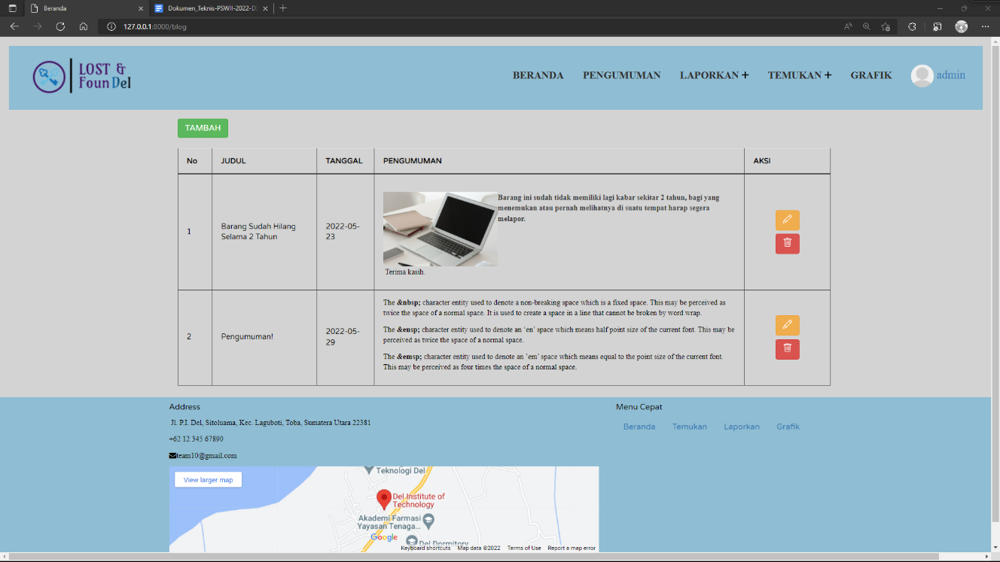 Beranda
Dokumen_Teknis-PSWII-2022-D
127.0.0.1:8000/blog
LOST &
FounDel
BERANDA PENGUMUMAN LAPORKAN + TEMUKAN + GRAFIK admin
TAMBAH
No JUDUL TANGGAL PENGUMUMAN AKSI
1
Barang Sudah Hilang
Selama 2 Tahun
2022-05-
23
Barang ini sudah tidak memiliki lagi kabar sekitar 2 tahun, bagi yang
menemukan atau pernah melihatnya di suatu tempat harap segera
melapor.
Terima kasih.
2
Pengumuman!
2022-05-
29
The &nbsp; character entity used to denote a non-breaking space which is a fixed space. This may be perceived as
twice the space of a normal space. It is used to create a space in a line that cannot be broken by word wrap.
The &ensp; character entity used to denote an ‘en’ space which means half point size of the current font. This may be
perceived as twice the space of a normal space.
The &emsp; character entity used to denote an ’em’ space which means equal to the point size of the current font.
This may be perceived as four times the space of a normal space.
Address
Jl. P.I. Del, Sitoluama, Kec. Laguboti, Toba, Sumatera Utara 22381
+62 12 345 67890
team10@gmail.com
Menu Cepat
Beranda Temukan Laporkan Grafik
View larger map
Teknologi Del
Del Institute of
Technology
Akademi Farmasi
Yayasan Tenaga...
Google
Del Dormitory
Keyboard shortcuts Map data ©2022 Terms of Use Report a map error